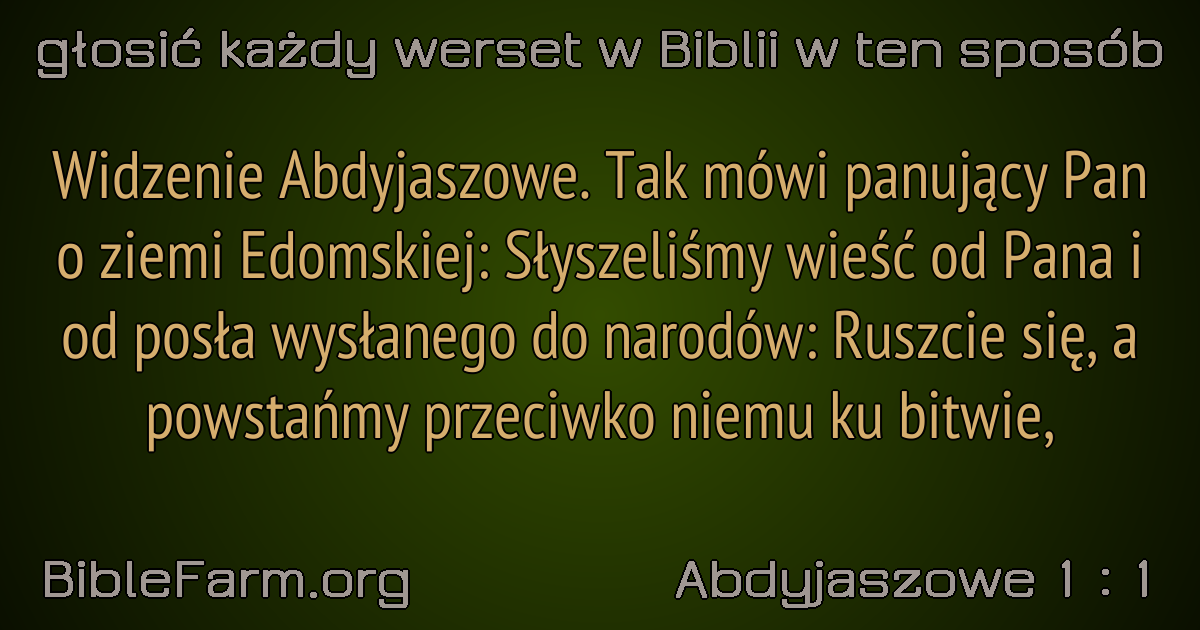 głosić każdy werset w Biblii w ten sposób
Widzenie Abdyjaszowe. Tak mówi panujący Pan
o ziemi Edomskiej: Słyszeliśmy wieść od Pana i
od posła wysłanego do narodów: Ruszcie się, a
powstańmy przeciwko niemu ku bitwie,
BibleFarm.org
Abdyjaszowe 1 : 1